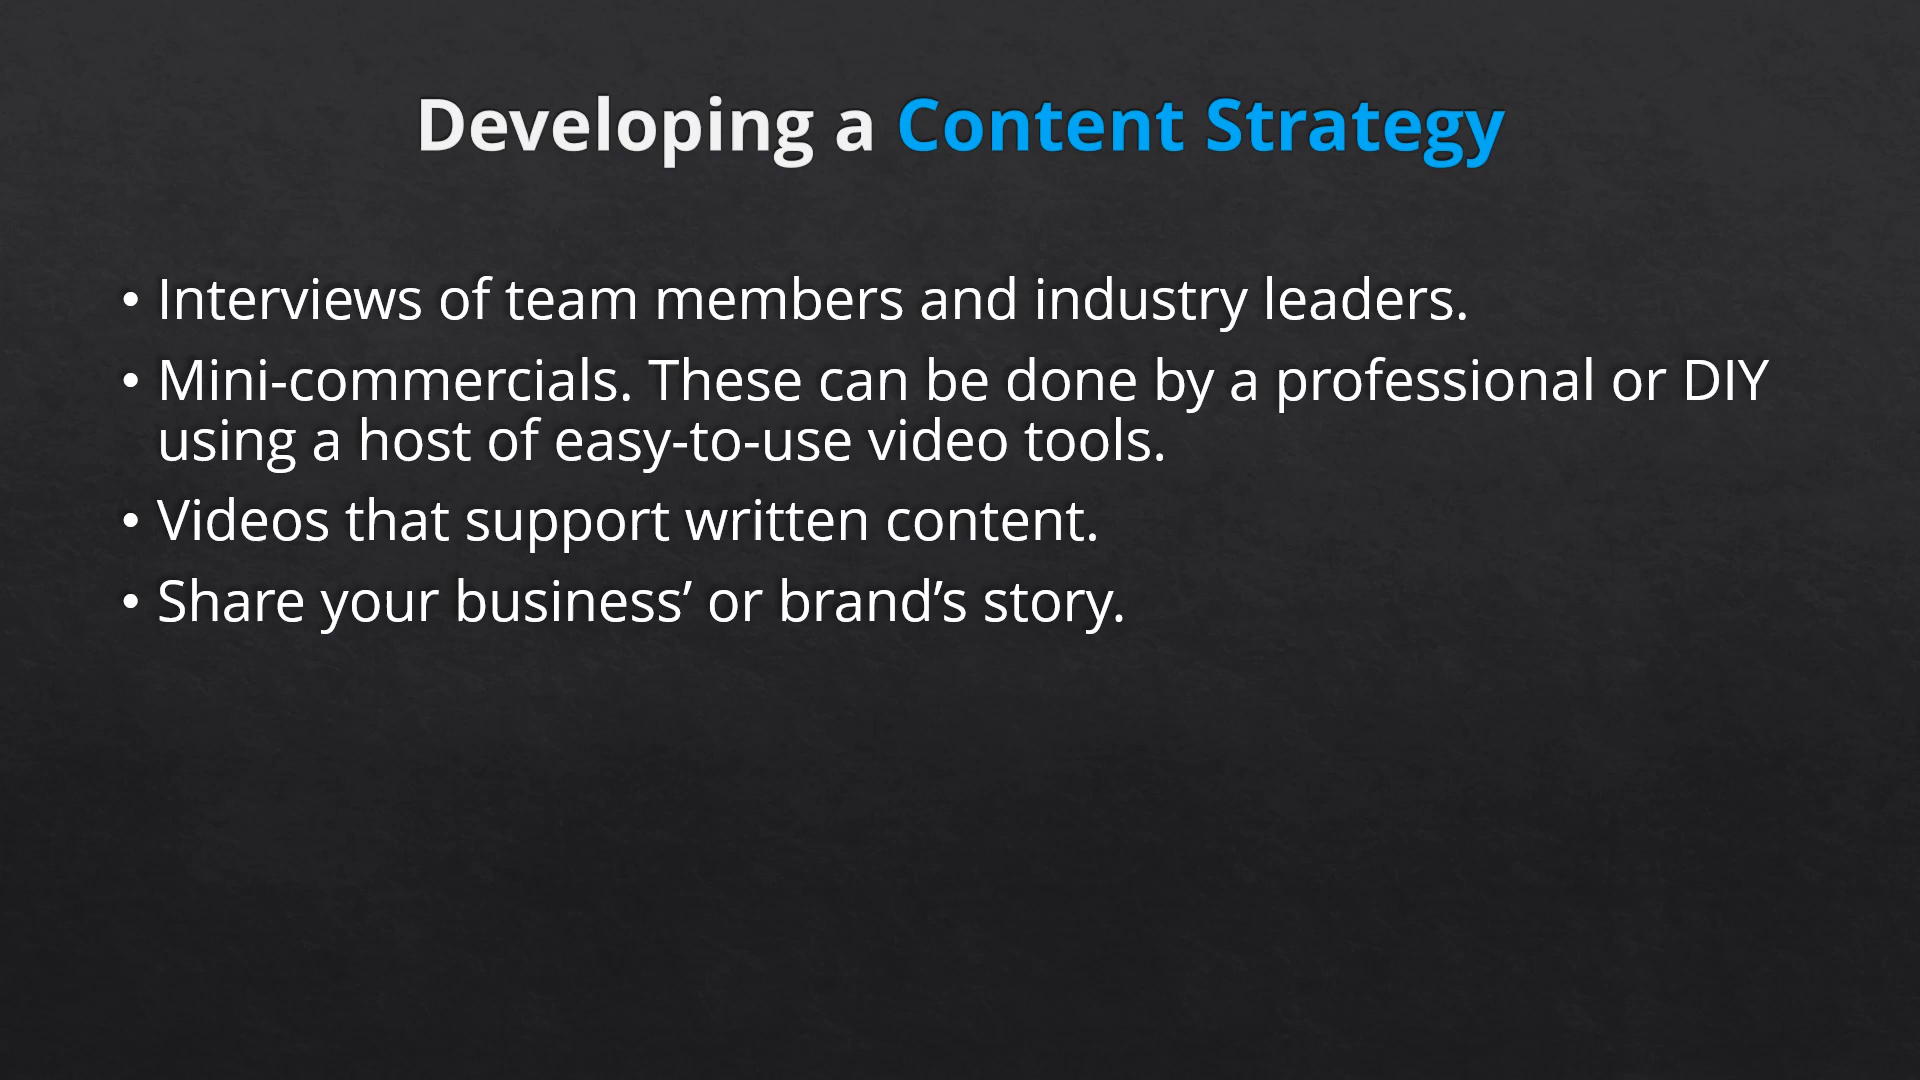 Developing a Content Strategy
• Interviews of team members and industry leaders.
• Mini-commercials. These can be done by a professional or DIY
using a host of easy-to-use video tools.
• Videos that support written content.
• Share your business’ or brand’s story.